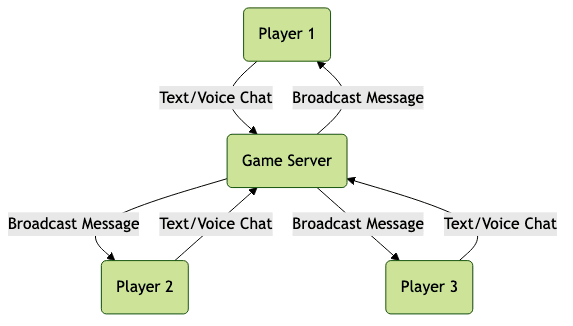 Player 1
Text/Voice Chat
Broadcast Message
Game Server
Broadcast Message
Text/Voice Chat
Broadcast Message
Text/Voice Chat
Player 2
Player 3